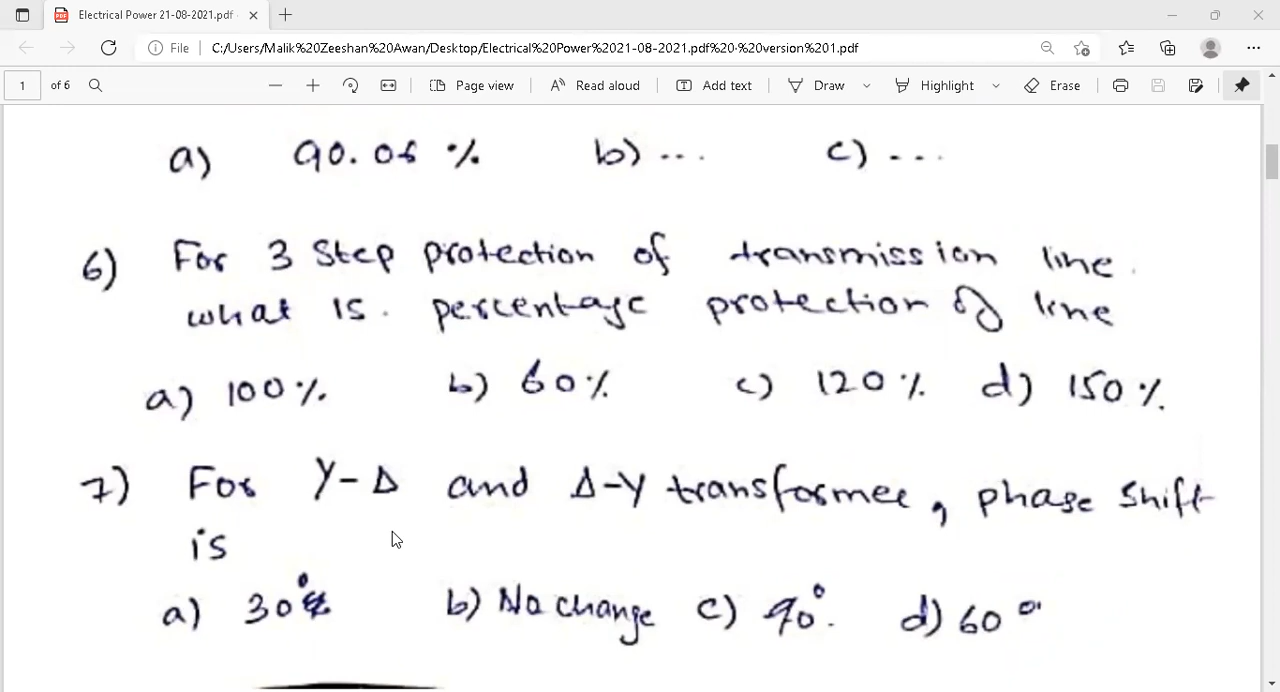 Electrical Power 21-08-2021.pdf
File C:/Users/Malik%20Zeeshan%20Awan/Desktop/Electrical%20Power%2021-08-2021.pdf%20-%20version%201.pdf
1 of 6 Page view Read aloud Add text Draw Highlight Erase
a) 90.06 % b) ... c) ...
6) For 3 Step protection of transmission line.
what is. percentage protection of line
a) 100%. b) 60% c) 120% d) 150%.
7) For Y-Δ and Δ-Y transformer, phase shift
is
a) 30° b) No change c) 90°. d) 60°